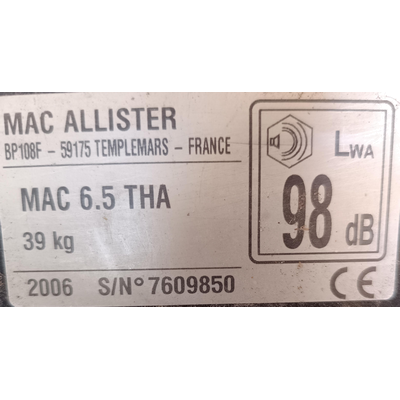 MAC ALLISTER
BP108F - 59175 TEMPLEMARS - FRANCE
MAC 6.5 THA
39 kg
2006 S/N° 7609850
LWA
98 dB
CE